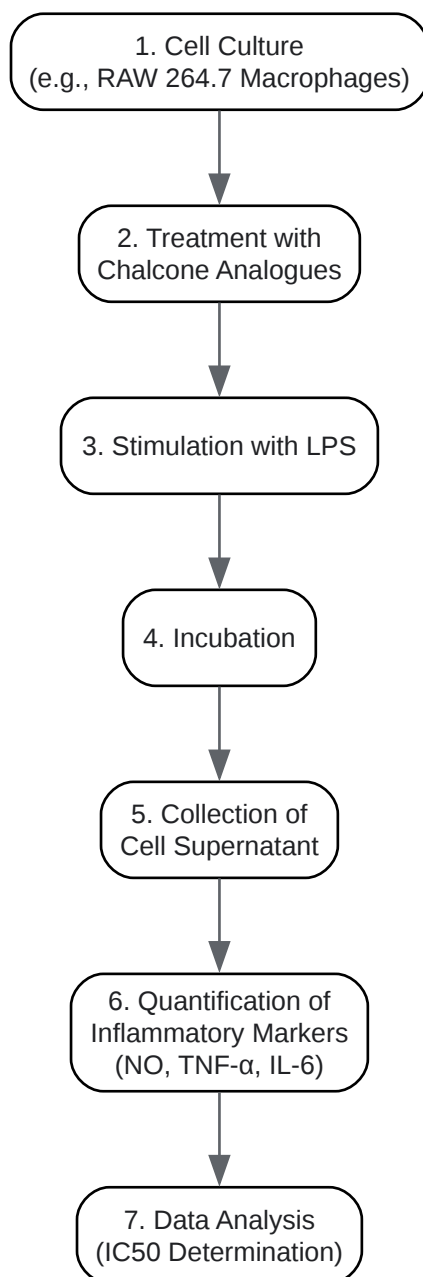 1. Cell Culture
(e.g., RAW 264.7 Macrophages)
2. Treatment with
Chalcone Analogues
3. Stimulation with LPS
4. Incubation
5. Collection of
Cell Supernatant
6. Quantification of
Inflammatory Markers
(NO, TNF-α, IL-6)
7. Data Analysis
(IC50 Determination)